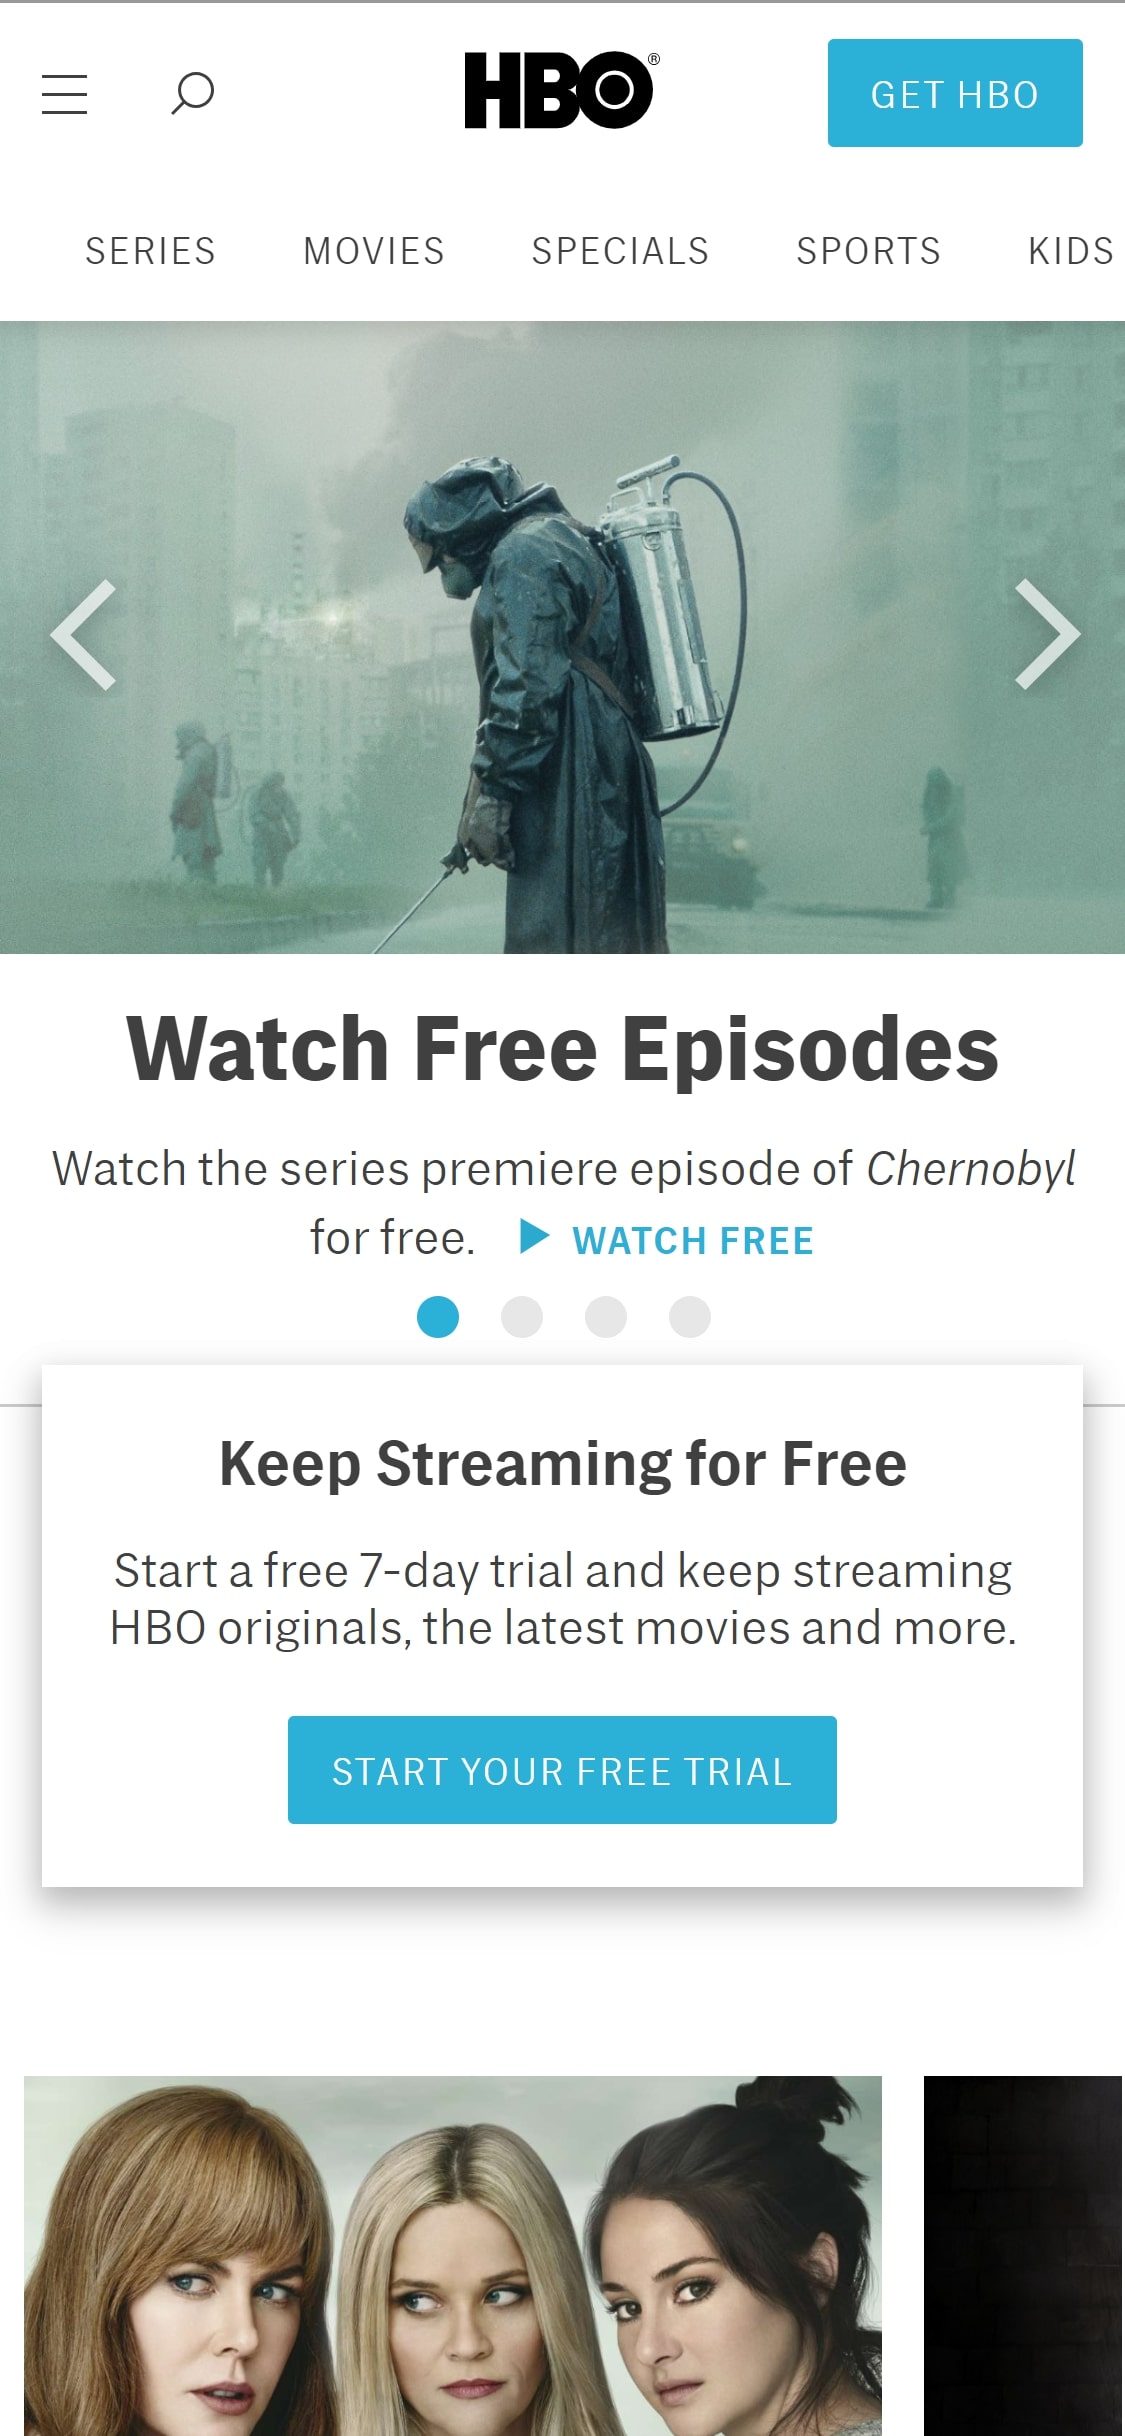 HBO®
GET HBO
SERIES MOVIES SPECIALS SPORTS KIDS
Watch Free Episodes
Watch the series premiere episode of Chernobyl
for free. WATCH FREE
Keep Streaming for Free
Start a free 7-day trial and keep streaming
HBO originals, the latest movies and more.
START YOUR FREE TRIAL